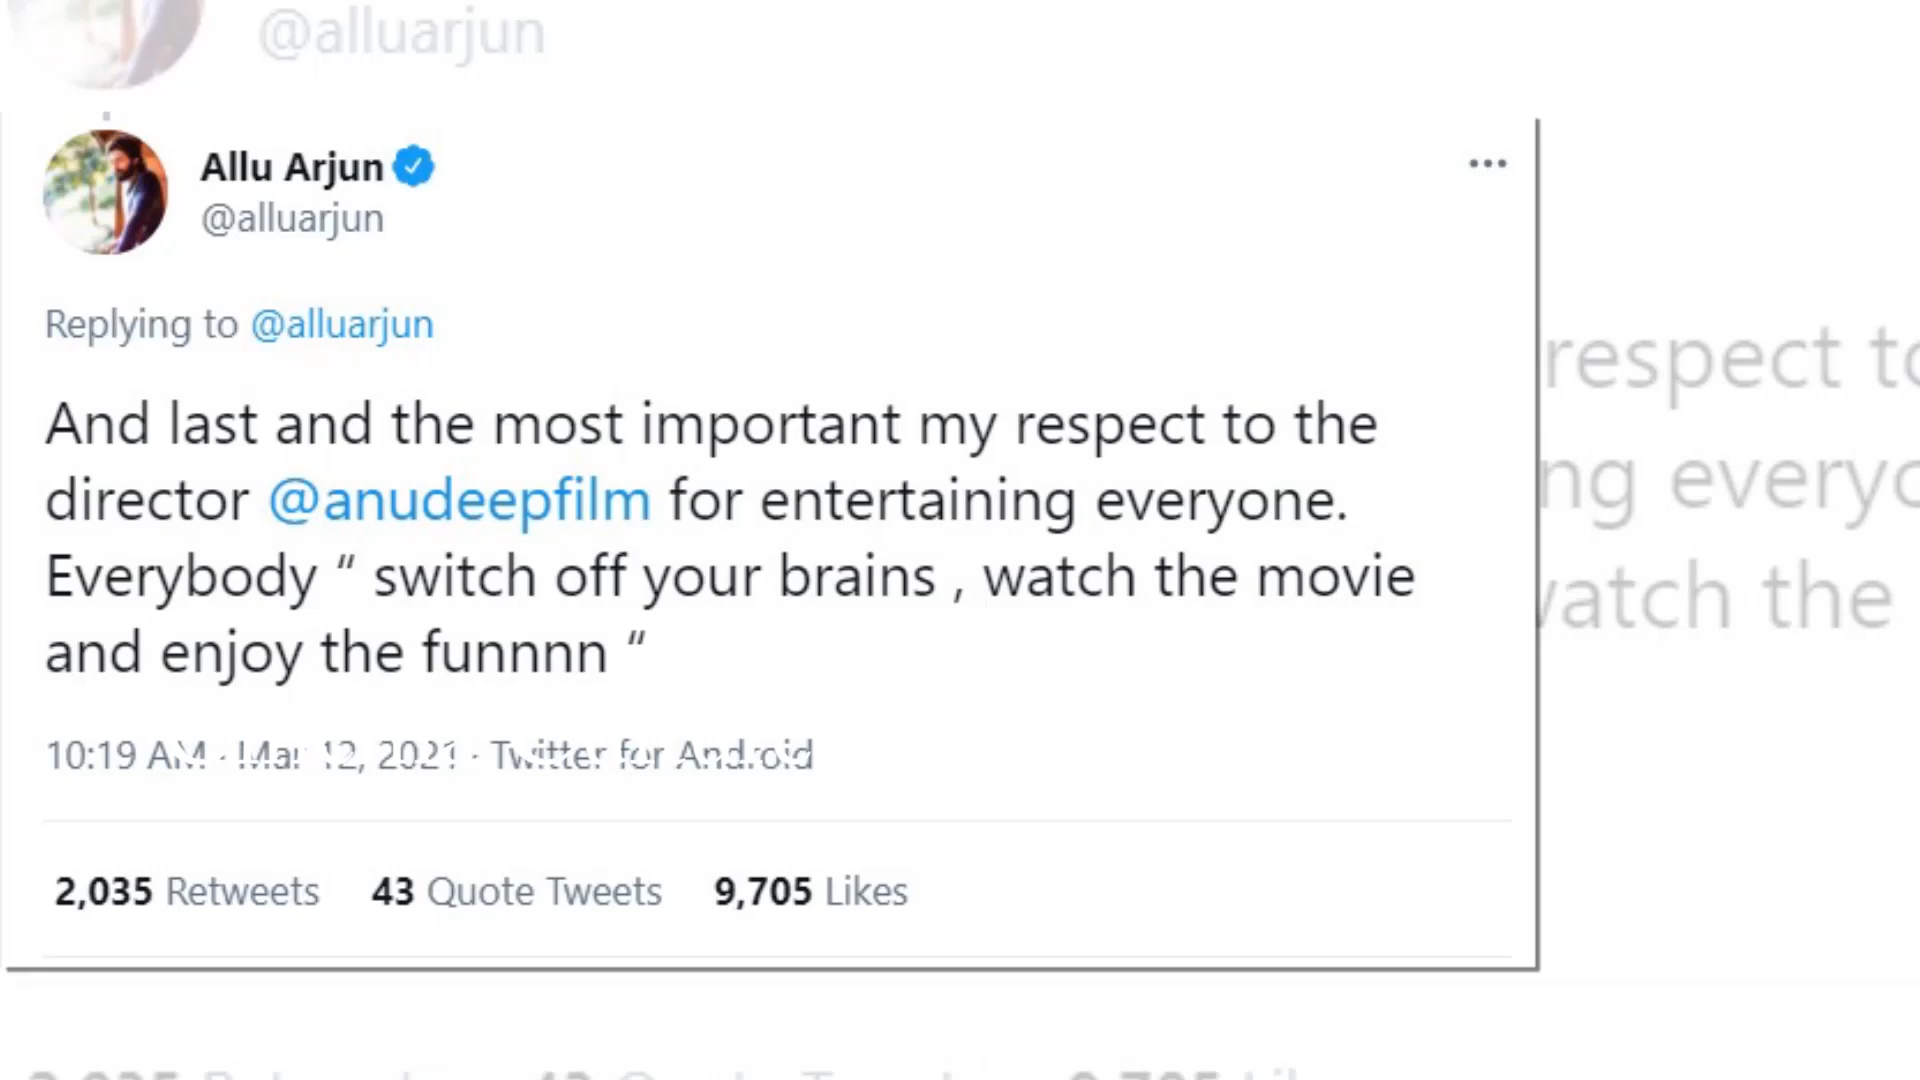 @alluarjun
Allu Arjun
@alluarjun
Replying to @alluarjun
And last and the most important my respect to the
director @anudeepfilm for entertaining everyone.
Everybody “ switch off your brains , watch the movie
and enjoy the funnnn “
10:19 AM · Mar 12, 2021 · Twitter for Android
2,035 Retweets 43 Quote Tweets 9,705 Likes
respect to
ng everyo
watch the